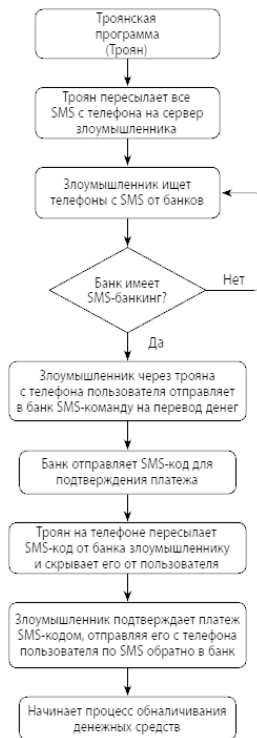 Троянская
программа
(Троян)
Троян пересылает все
SMS с телефона на сервер
злоумышленника
Злоумышленник ищет
телефоны с SMS от банков
Банк имеет
SMS-банкинг?
Нет
Да
Злоумышленник через трояна
с телефона пользователя отправляет
в банк SMS-команду на перевод денег
Банк отправляет SMS-код для
подтверждения платежа
Троян на телефоне пересылает
SMS-код от банка злоумышленнику
и скрывает его от пользователя
Злоумышленник подтверждает платеж
SMS-кодом, отправляя его с телефона
пользователя по SMS обратно в банк
Начинает процесс обналичивания
денежных средств